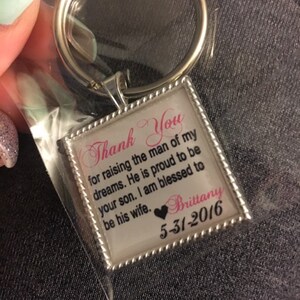 Thank You
for raising the man of my
dreams. He is proud to be
your son. I am blessed to
be his wife. ♥Brittany
5-31-2016